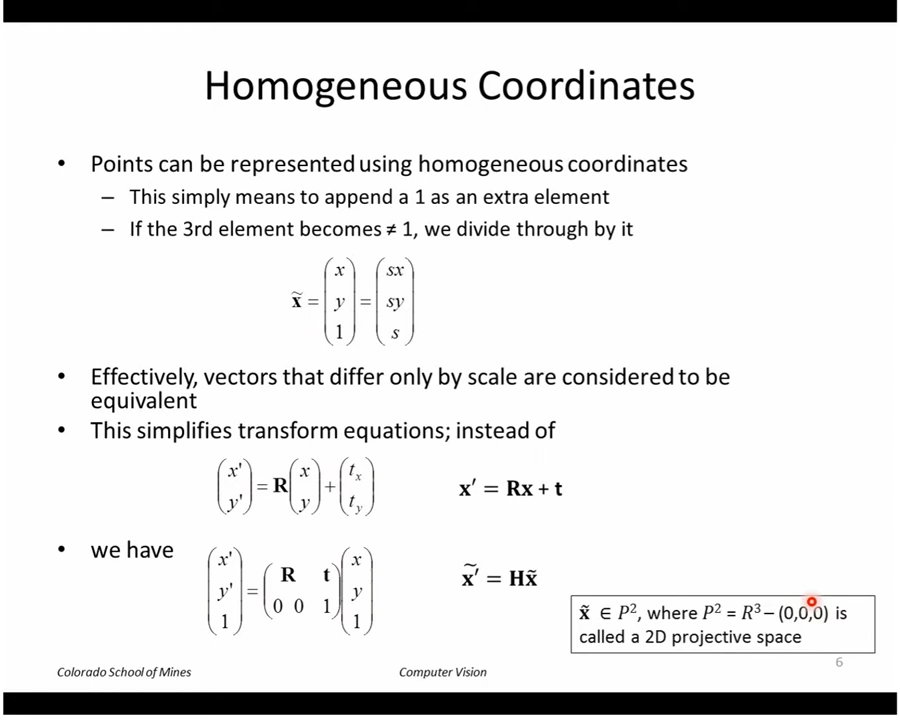 Homogeneous Coordinates
• Points can be represented using homogeneous coordinates
– This simply means to append a 1 as an extra element
– If the 3rd element becomes ≠ 1, we divide through by it
x̃ = (x y 1) = (sx sy s)
• Effectively, vectors that differ only by scale are considered to be
equivalent
• This simplifies transform equations; instead of
(x' y') = R (x y) + (tₓ t_y)    x′ = Rx + t
• we have
(x' y' 1) = (R t 0 0 1) (x y 1)    x̃′ = Hx̃
x̃ ∈ P², where P² = R³ – (0,0,0) is
called a 2D projective space
Colorado School of Mines    Computer Vision    6